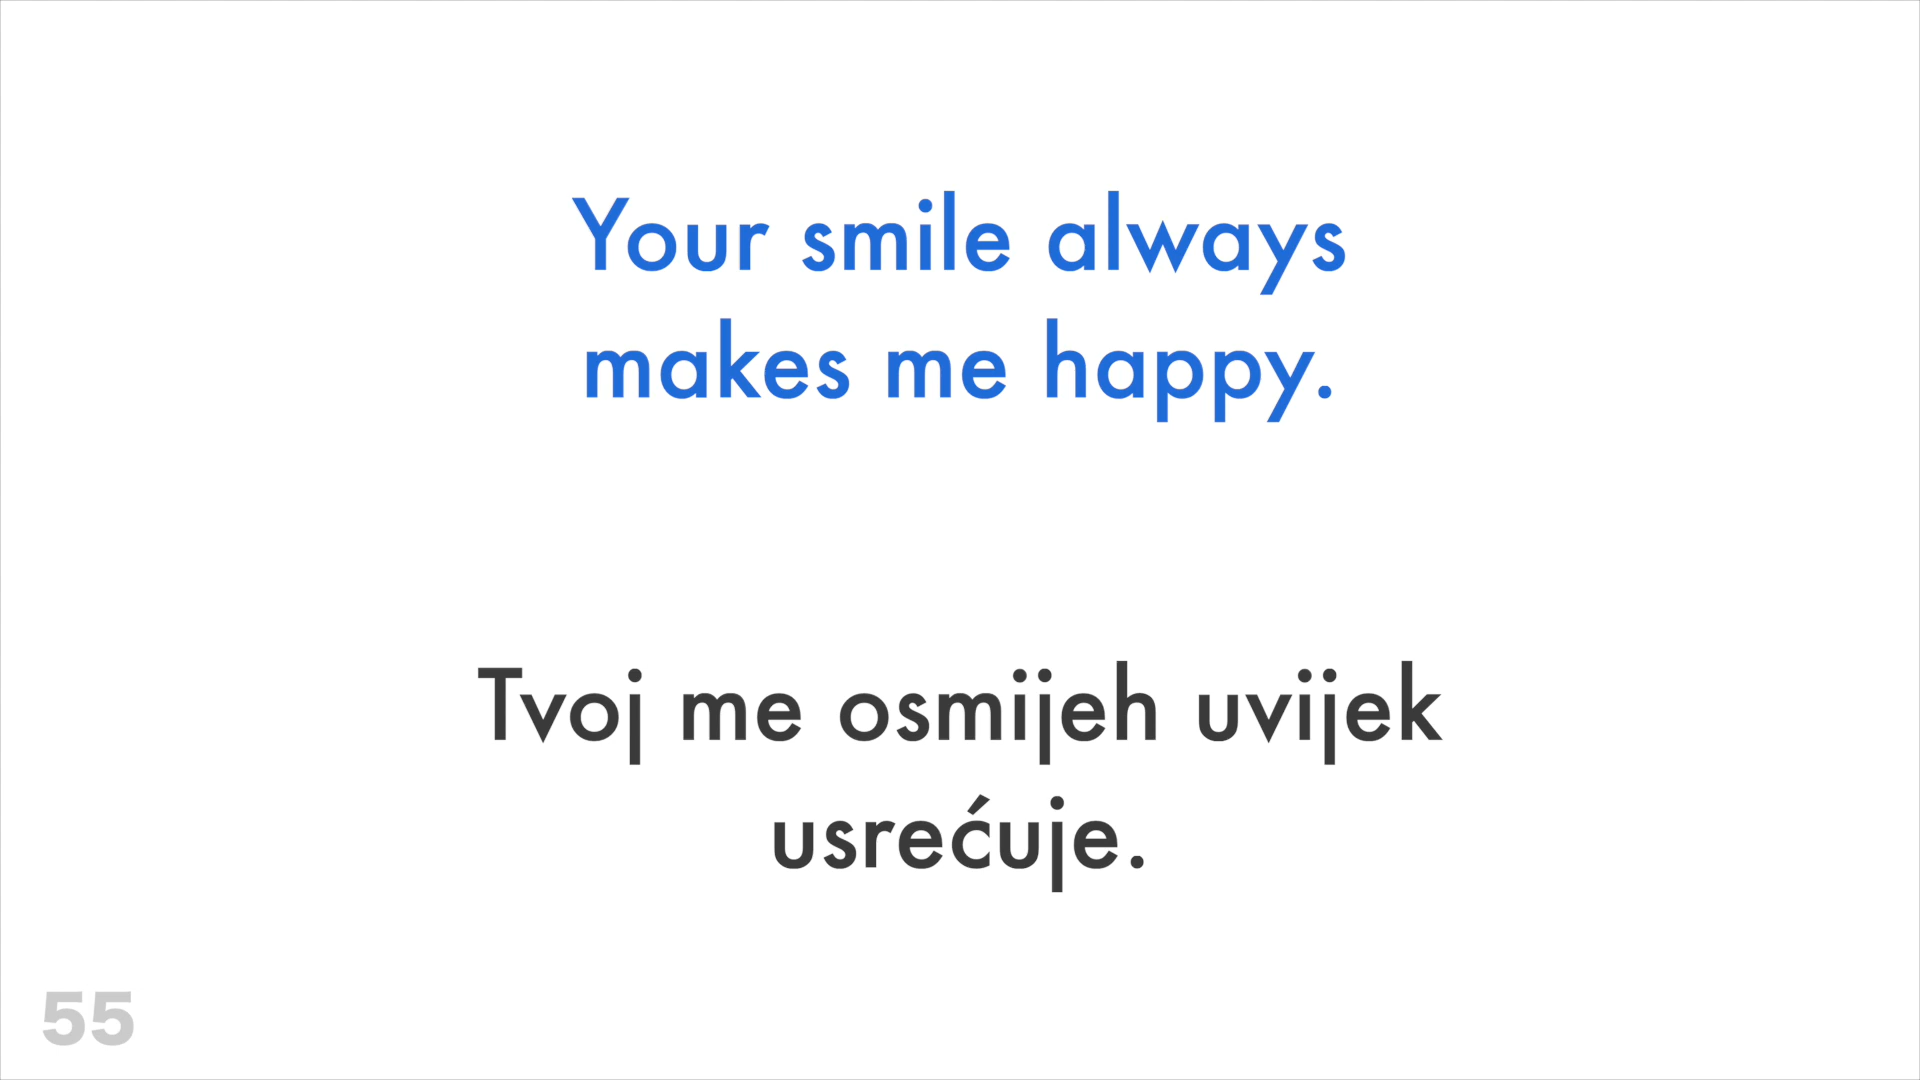 Your smile always
makes me happy.
Tvoj me osmijeh uvijek
usrećuje.
55